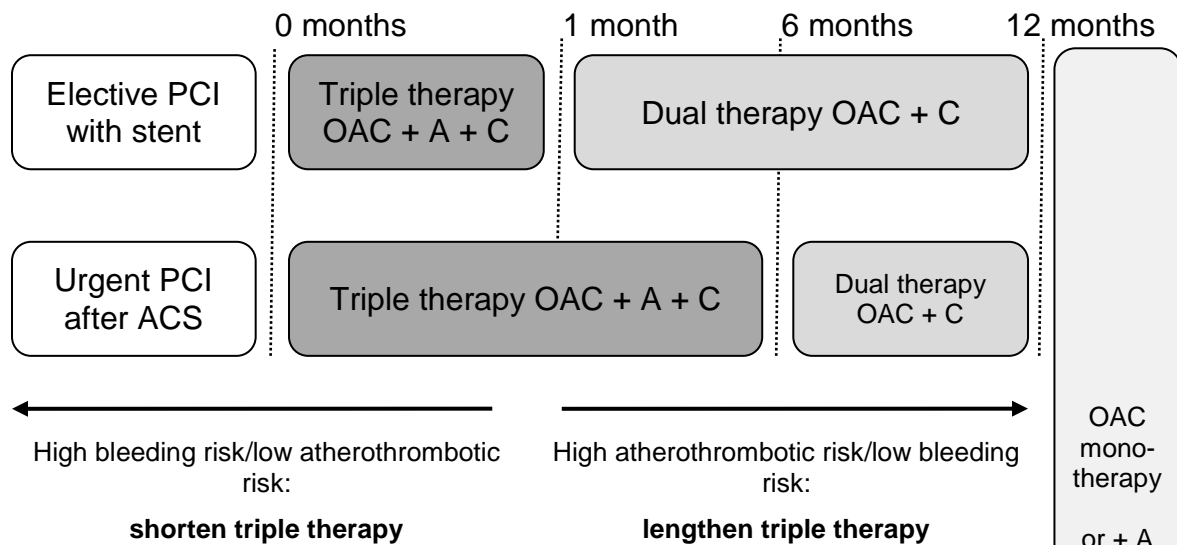 0 months
1 month
6 months
12 months
Elective PCI
with stent
Triple therapy
OAC + A + C
Dual therapy OAC + C
Urgent PCI
after ACS
Triple therapy OAC + A + C
Dual therapy
OAC + C
High bleeding risk/low atherothrombotic
risk:
shorten triple therapy
High atherothrombotic risk/low bleeding
risk:
lengthen triple therapy
OAC
mono-
therapy
or + A